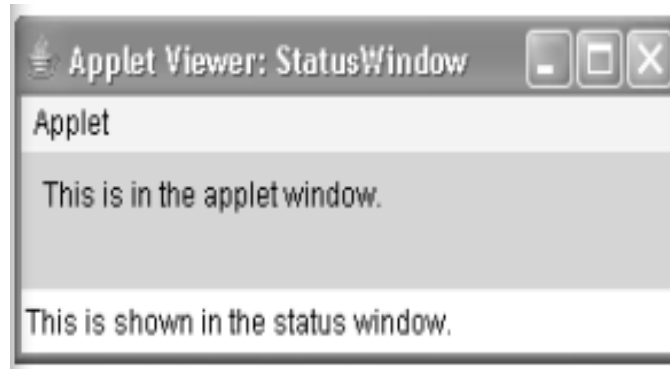 Applet Viewer: StatusWindow
Applet
This is in the applet window.
This is shown in the status window.